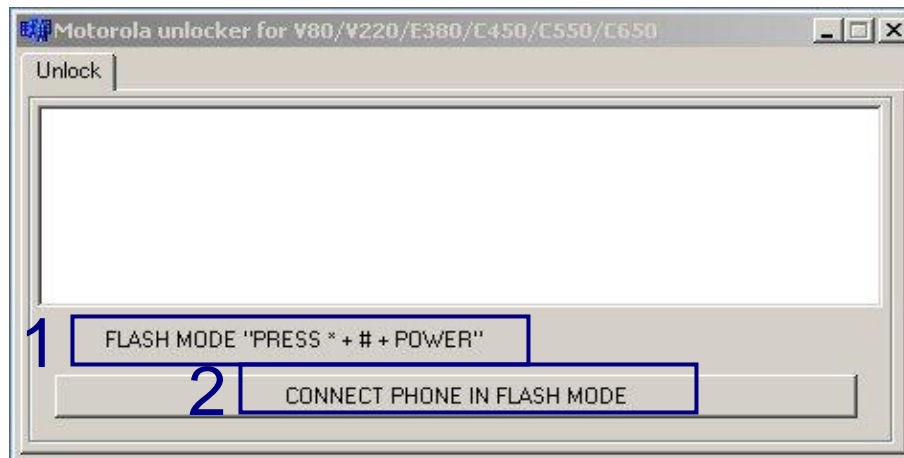 Motorola unlocker for V80/V220/E380/C450/C550/C650
Unlock
1 FLASH MODE "PRESS * + # + POWER"
2 CONNECT PHONE IN FLASH MODE